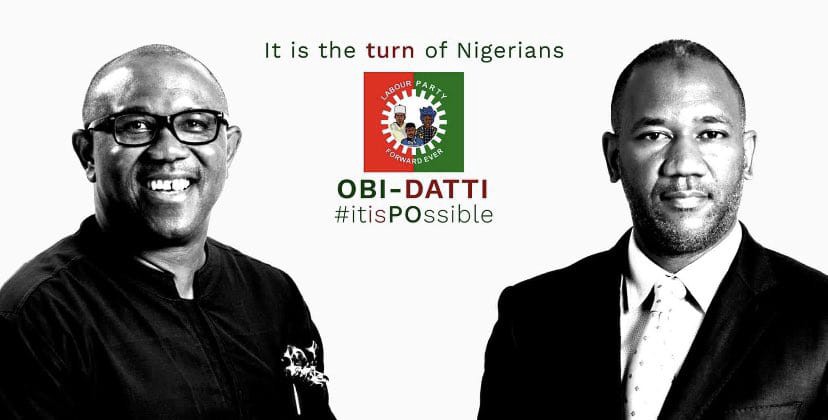 It is the turn of Nigerians
LABOUR PARTY
FORWARD EVER
OBI-DATTI
#itisPOssible